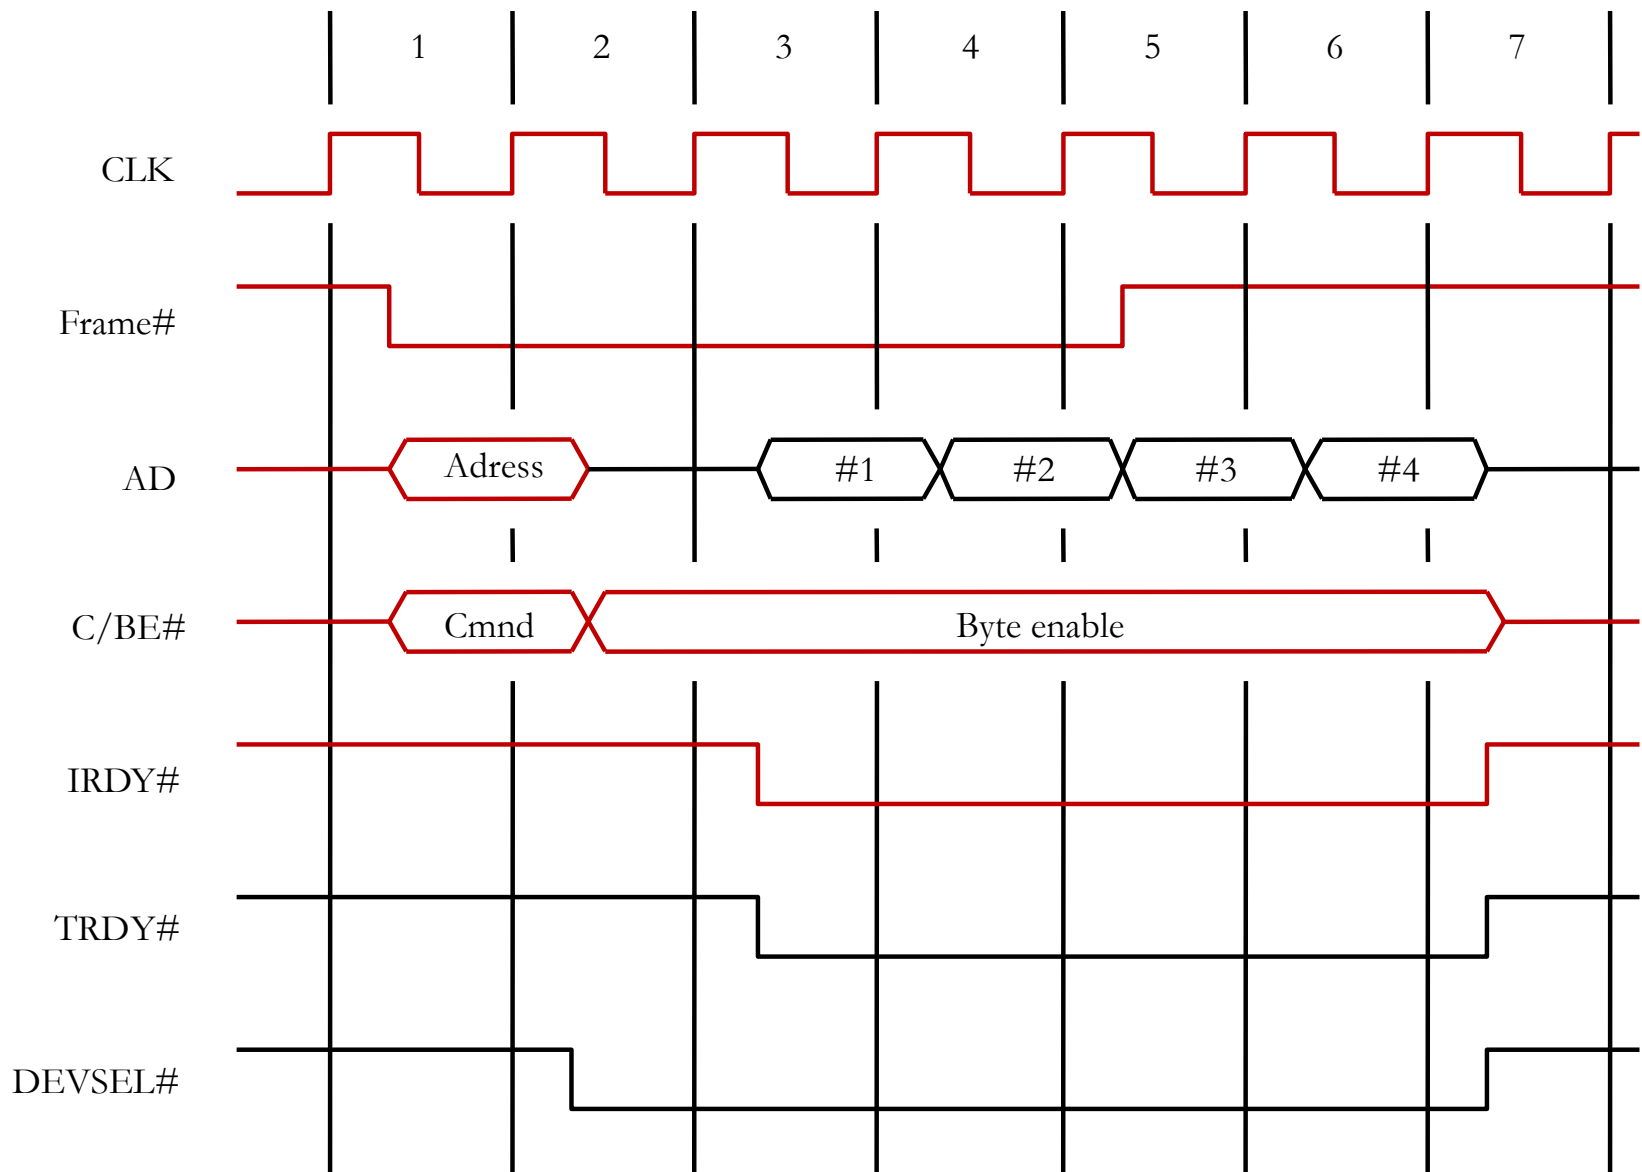 1 2 3 4 5 6 7
CLK
Frame#
AD Adress #1 #2 #3 #4
C/BE# Cmnd Byte enable
IRDY#
TRDY#
DEVSEL#